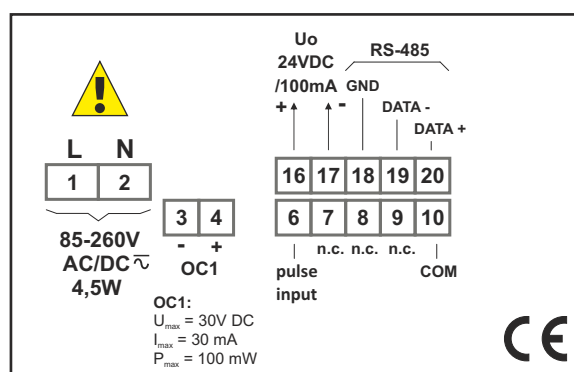 Uo
24VDC
/100mA
+ -
RS-485
GND
DATA -
DATA +
L N
1 2
16 17 18 19 20
3 4
6 7 8 9 10
- +
OC1
n.c. n.c. n.c.
pulse
input
COM
85-260V
AC/DC ⏦
4,5W
OC1:
Umax = 30V DC
Imax = 30 mA
Pmax = 100 mW
CE